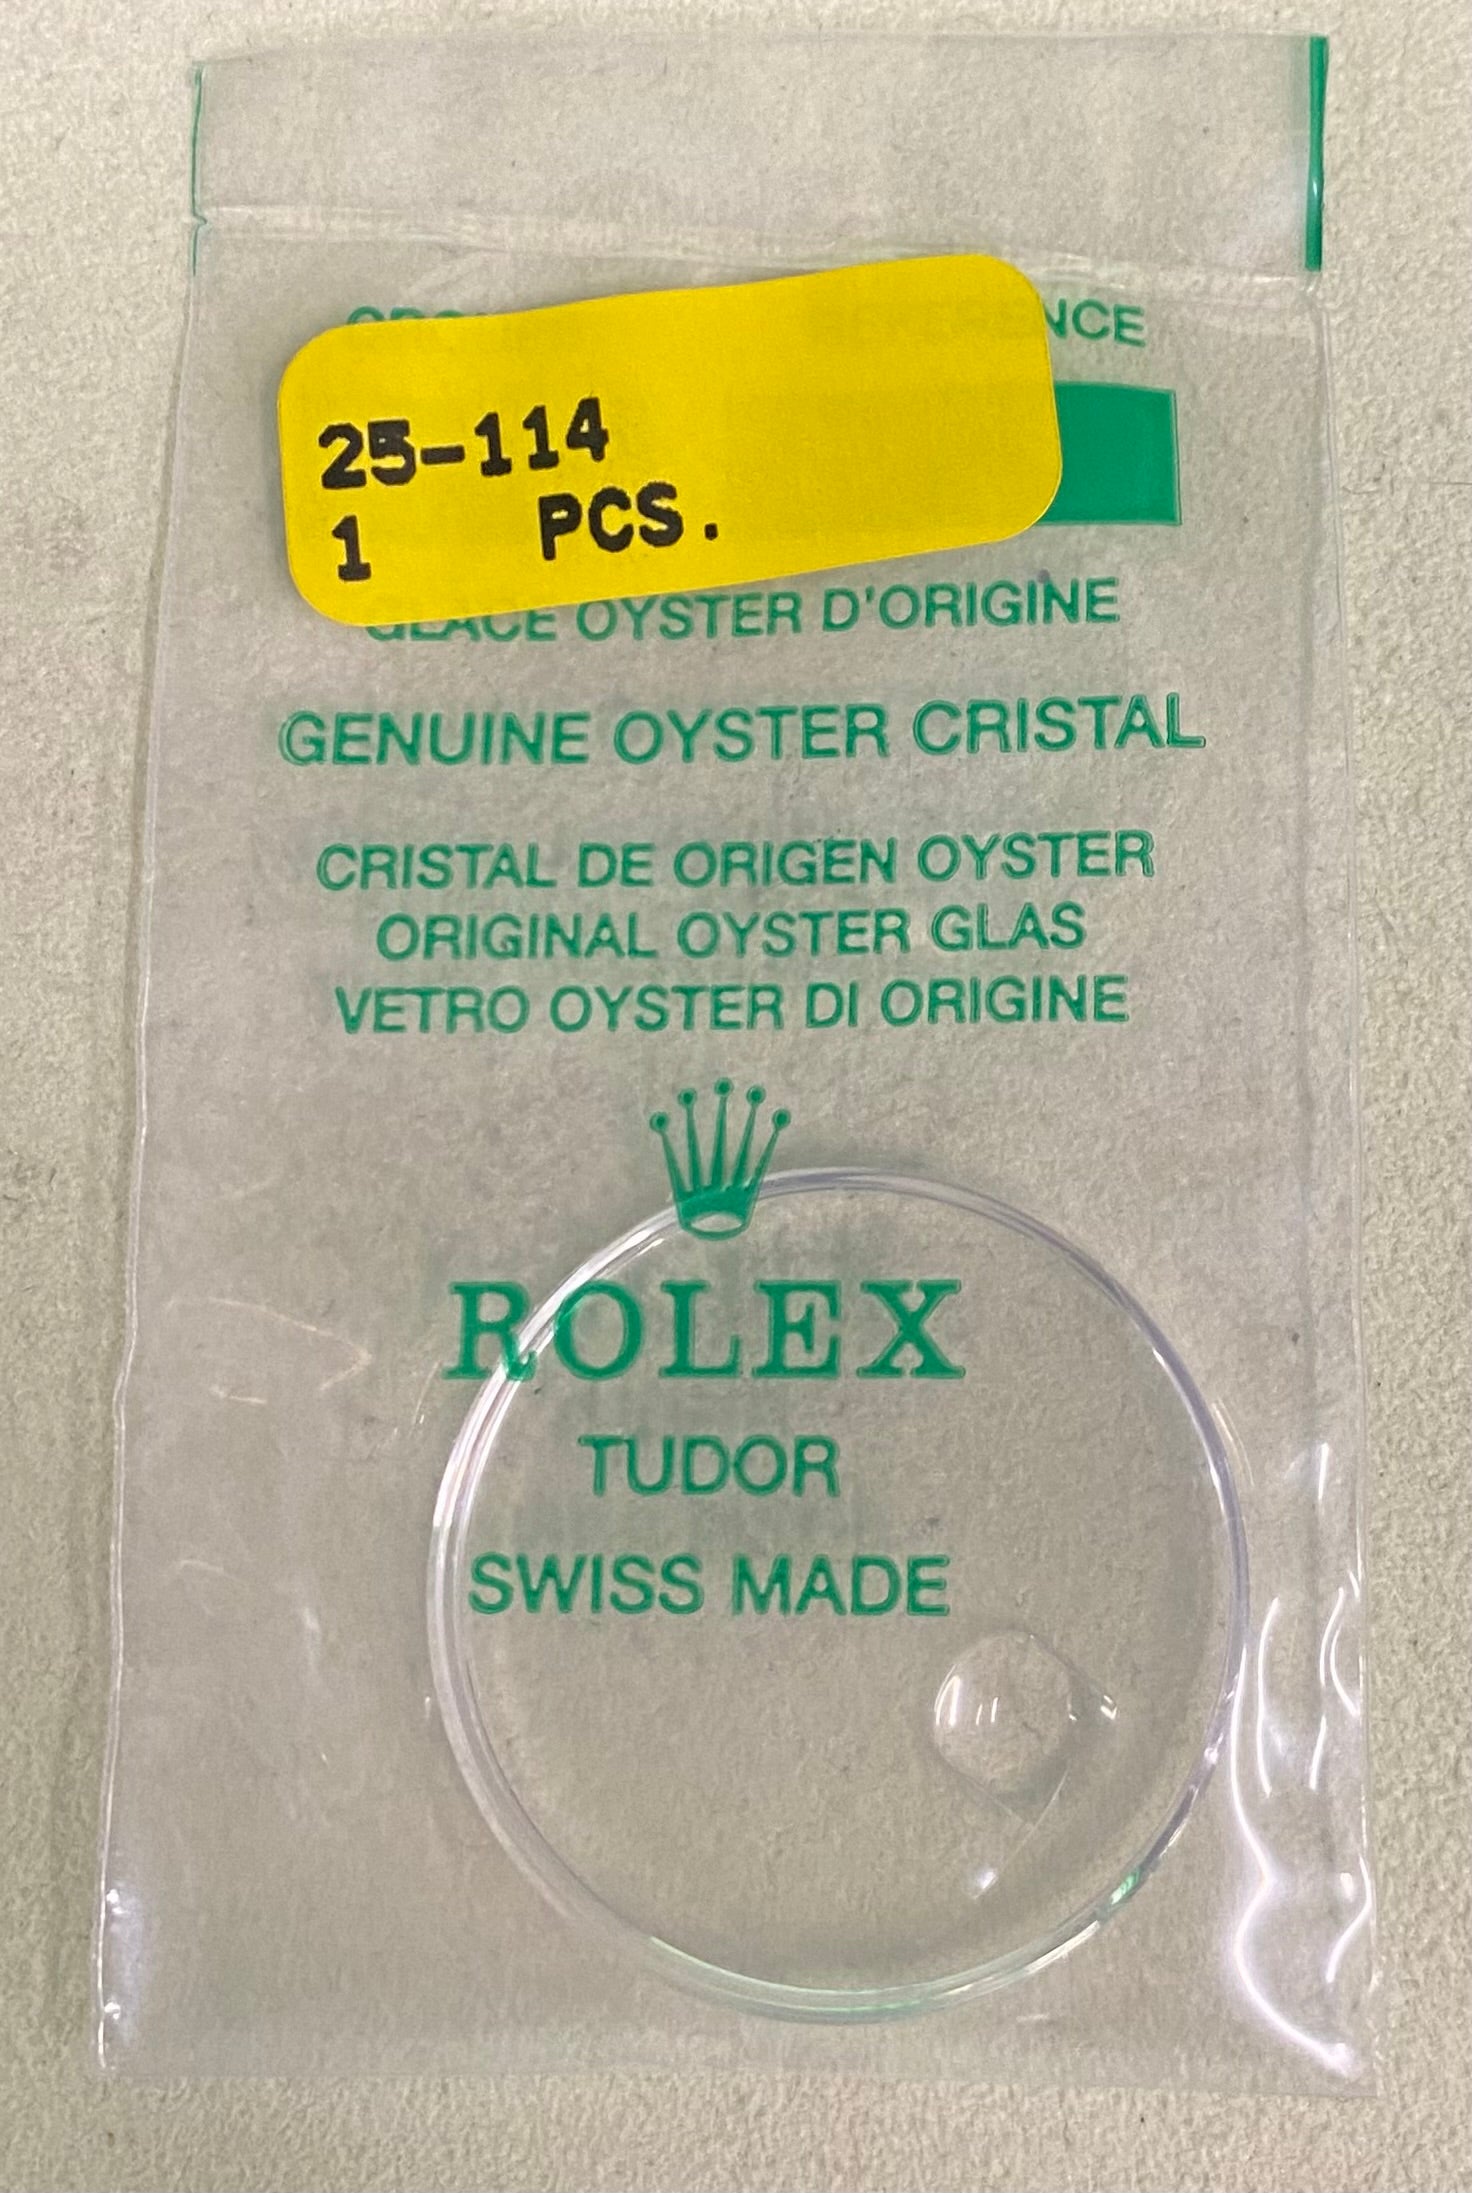 25-114
1 PCS.
GLACE OYSTER D'ORIGINE
GENUINE OYSTER CRISTAL
CRISTAL DE ORIGEN OYSTER
ORIGINAL OYSTER GLAS
VETRO OYSTER DI ORIGINE
ROLEX
TUDOR
SWISS MADE